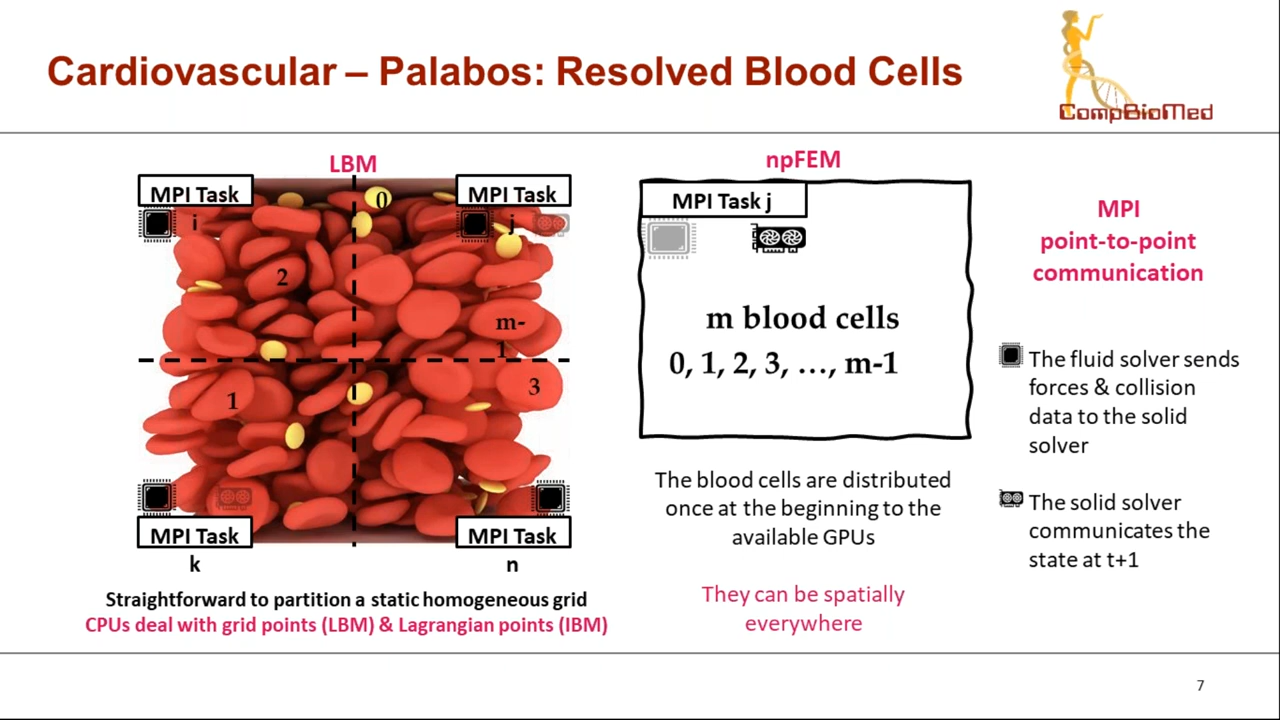 Cardiovascular – Palabos: Resolved Blood Cells
CompBioMed
LBM
MPI Task
i
MPI Task
j
0
2
m-
1
1
3
MPI Task
k
MPI Task
n
Straightforward to partition a static homogeneous grid
CPUs deal with grid points (LBM) & Lagrangian points (IBM)
npFEM
MPI Task j
m blood cells
0, 1, 2, 3, …, m-1
The blood cells are distributed
once at the beginning to the
available GPUs
They can be spatially
everywhere
MPI
point-to-point
communication
The fluid solver sends
forces & collision
data to the solid
solver
The solid solver
communicates the
state at t+1
7